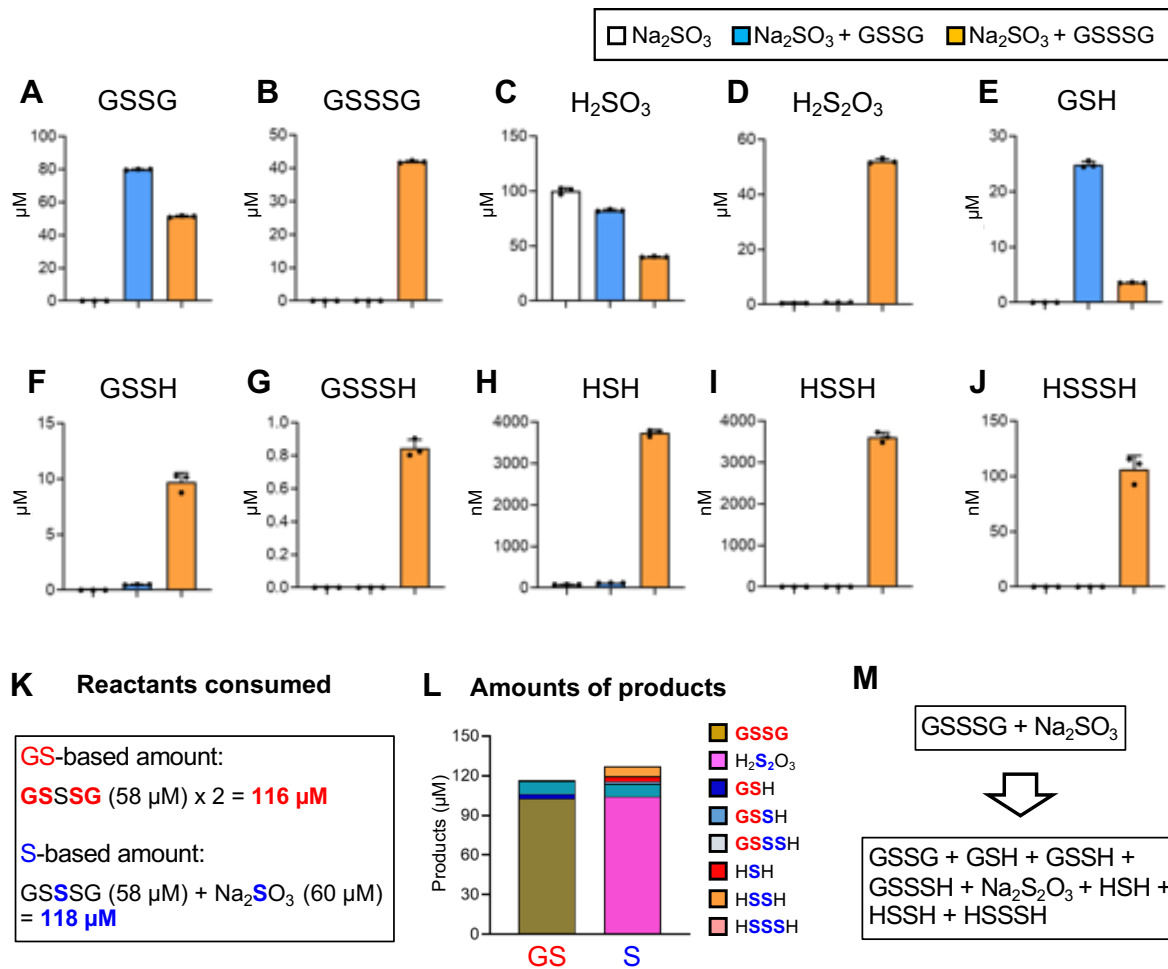 Na₂SO₃ Na₂SO₃ + GSSG Na₂SO₃ + GSSSG
A GSSG
100
80
60
40
20
0
µM
B GSSSG
50
40
30
20
10
0
µM
C H₂SO₃
150
100
50
0
µM
D H₂S₂O₃
60
40
20
0
µM
E GSH
30
20
10
0
µM
F GSSH
15
10
5
0
µM
G GSSSH
1.0
0.8
0.6
0.4
0.2
0.0
µM
H HSH
4000
3000
2000
1000
0
nM
I HSSH
4000
3000
2000
1000
0
nM
J HSSSH
150
100
50
0
nM
K Reactants consumed
GS-based amount:
GSSSG (58 µM) x 2 = 116 µM
S-based amount:
GSSSG (58 µM) + Na₂SO₃ (60 µM)
= 118 µM
L Amounts of products
150
120
90
60
30
0
Products (µM)
GS S
GSSG
H₂S₂O₃
GSH
GSSH
GSSSH
HSH
HSSH
HSSSH
M
GSSSG + Na₂SO₃
GSSG + GSH + GSSH +
GSSSH + Na₂S₂O₃ + HSH +
HSSH + HSSSH